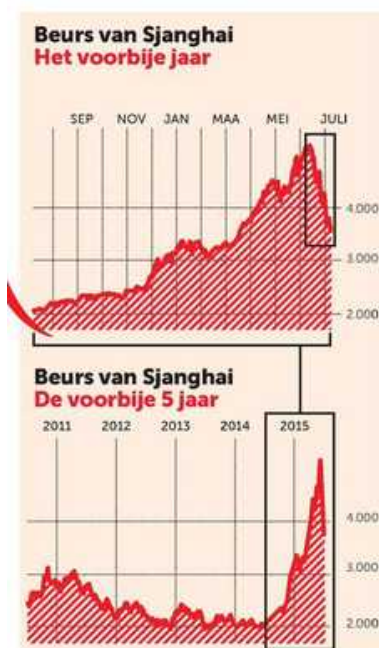 Beurs van Sjanghai
Het voorbije jaar
SEP NOV JAN MAA MEI JULI
4.000
3.000
2.000
Beurs van Sjanghai
De voorbije 5 jaar
2011 2012 2013 2014 2015
4.000
3.000
2.000